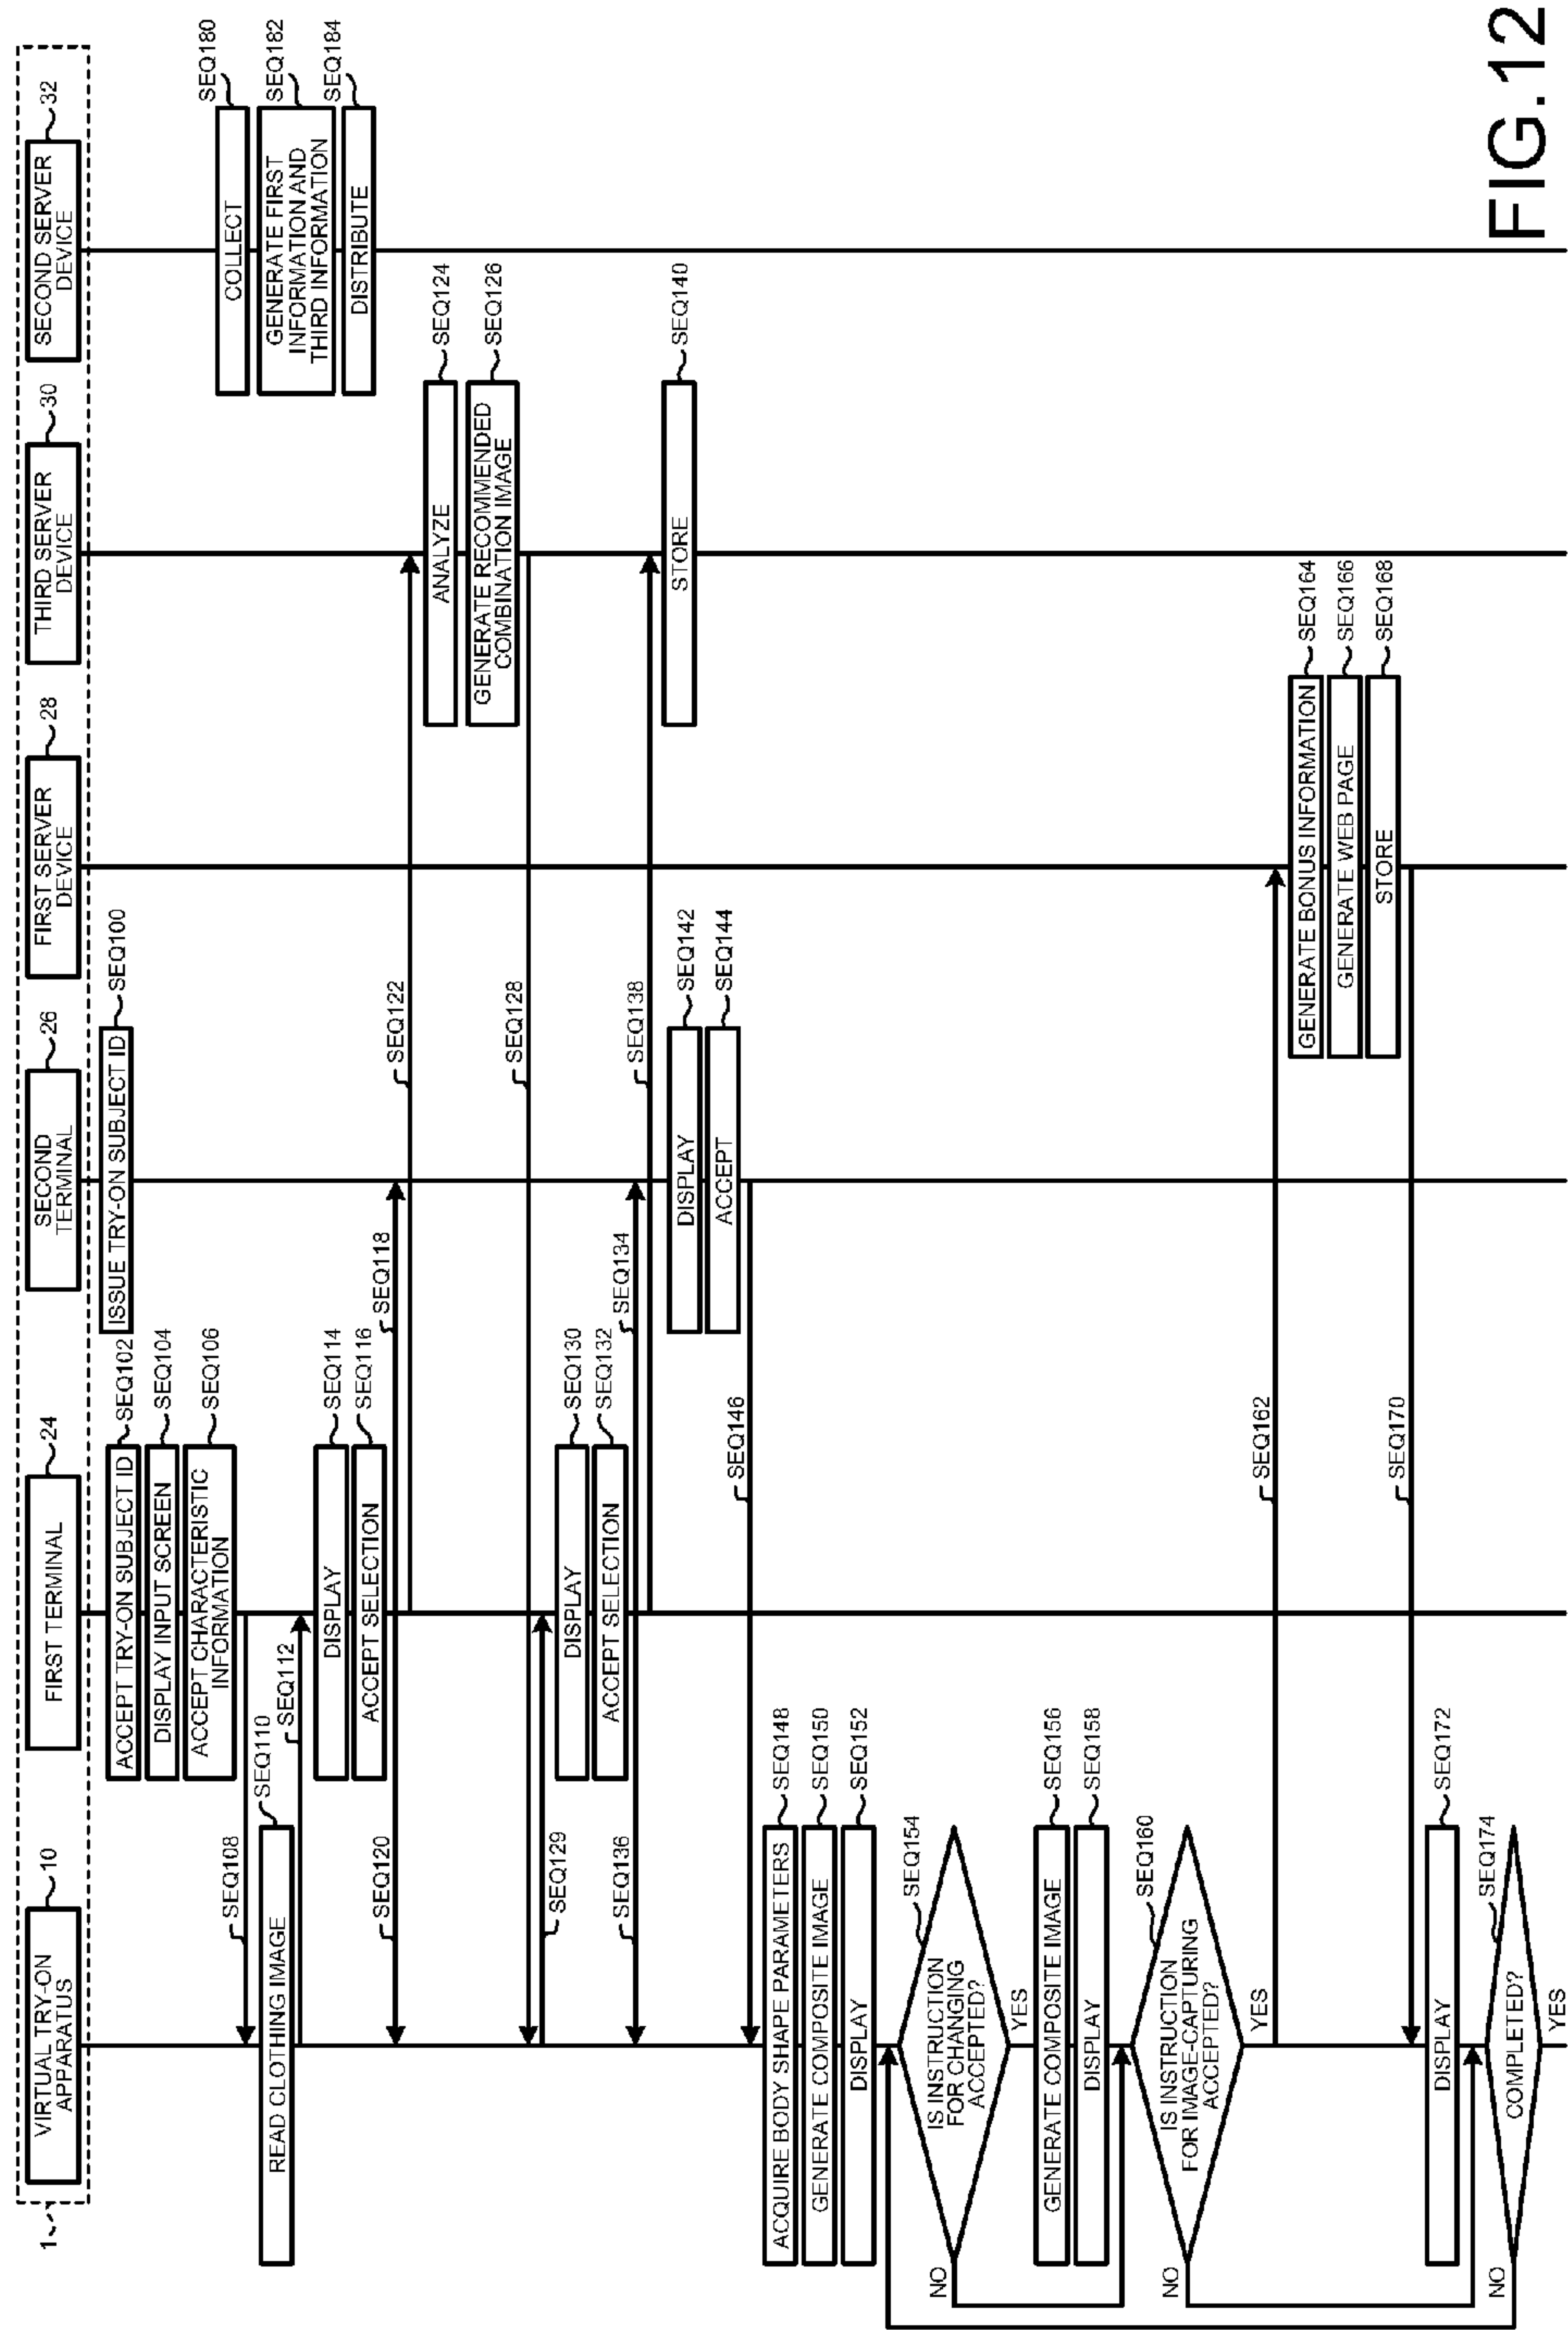 1
VIRTUAL TRY-ON
APPARATUS
10
FIRST TERMINAL
24
SECOND
TERMINAL
26
FIRST SERVER
DEVICE
28
THIRD SERVER
DEVICE
30
SECOND SERVER
DEVICE
32
ISSUE TRY-ON SUBJECT ID
SEQ100
ACCEPT TRY-ON SUBJECT ID
SEQ102
DISPLAY INPUT SCREEN
SEQ104
ACCEPT CHARACTERISTIC
INFORMATION
SEQ106
COLLECT
SEQ180
GENERATE FIRST
INFORMATION AND
THIRD INFORMATION
SEQ182
DISTRIBUTE
SEQ184
SEQ108
READ CLOTHING IMAGE
SEQ110
SEQ112
DISPLAY
SEQ114
ACCEPT SELECTION
SEQ116
SEQ120
SEQ118
SEQ122
ANALYZE
SEQ124
GENERATE RECOMMENDED
COMBINATION IMAGE
SEQ126
SEQ128
SEQ129
DISPLAY
SEQ130
ACCEPT SELECTION
SEQ132
SEQ136
SEQ134
SEQ138
STORE
SEQ140
DISPLAY
SEQ142
ACCEPT
SEQ144
SEQ146
ACQUIRE BODY SHAPE PARAMETERS
SEQ148
GENERATE COMPOSITE IMAGE
SEQ150
DISPLAY
SEQ152
IS INSTRUCTION
FOR CHANGING
ACCEPTED?
SEQ154
NO
YES
GENERATE COMPOSITE IMAGE
SEQ156
DISPLAY
SEQ158
IS INSTRUCTION
FOR IMAGE-CAPTURING
ACCEPTED?
SEQ160
NO
YES
SEQ162
GENERATE BONUS INFORMATION
SEQ164
GENERATE WEB PAGE
SEQ166
STORE
SEQ168
SEQ170
DISPLAY
SEQ172
COMPLETED?
SEQ174
NO
YES
FIG.12